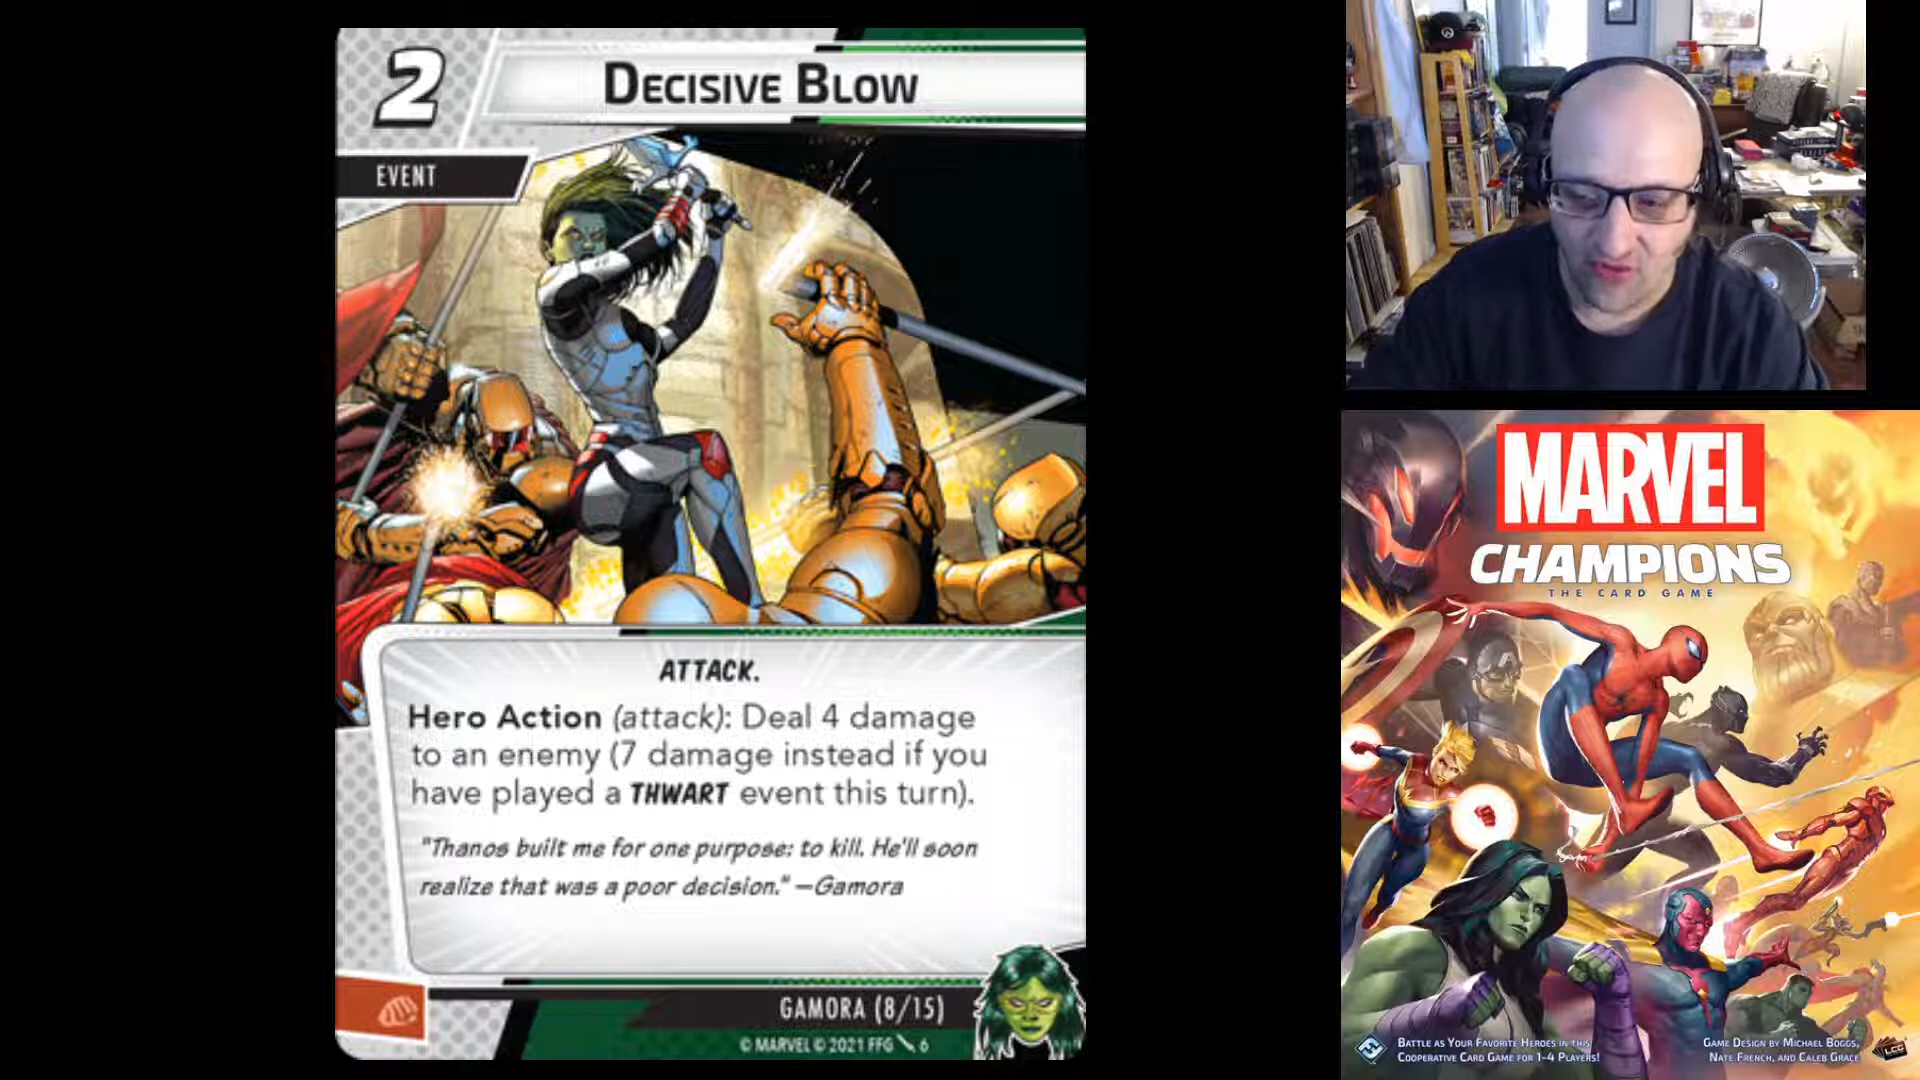 2
DECISIVE BLOW
EVENT
ATTACK.
Hero Action (attack): Deal 4 damage
to an enemy (7 damage instead if you
have played a THWART event this turn).
"Thanos built me for one purpose: to kill. He'll soon
realize that was a poor decision." —Gamora
GAMORA (8/15)
© MARVEL © 2021 FFG 6
MARVEL
CHAMPIONS
THE CARD GAME
BATTLE AS YOUR FAVORITE HEROES IN THIS
COOPERATIVE CARD GAME FOR 1-4 PLAYERS!
GAME DESIGN BY MICHAEL BOGGS,
NATE FRENCH, AND CALEB GRACE
LCG